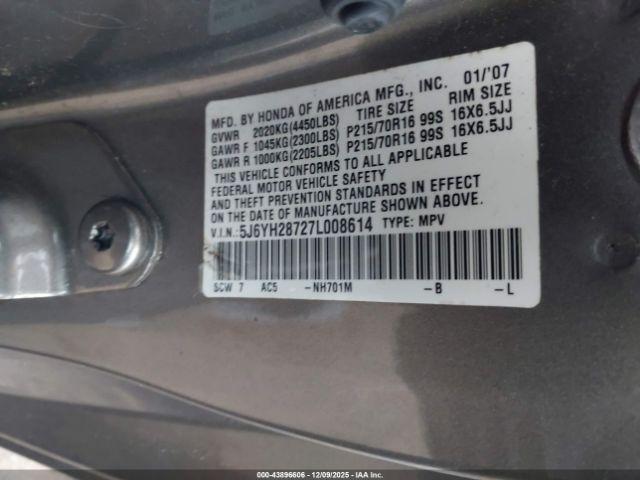 MFD. BY HONDA OF AMERICA MFG., INC. 01/'07
TIRE SIZE RIM SIZE
GVWR 2020KG(4450LBS)
GAWR F 1045KG(2300LBS) P215/70R16 99S 16X6.5JJ
GAWR R 1000KG(2205LBS) P215/70R16 99S 16X6.5JJ
THIS VEHICLE CONFORMS TO ALL APPLICABLE
FEDERAL MOTOR VEHICLE SAFETY
AND THEFT PREVENTION STANDARDS IN EFFECT
ON THE DATE OF MANUFACTURE SHOWN ABOVE.
V.I.N.: 5J6YH28727L008614 TYPE: MPV
SCW 7 AC5 -NH701M -B -L
000-43896606 - 12/09/2025 - IAAI.COM